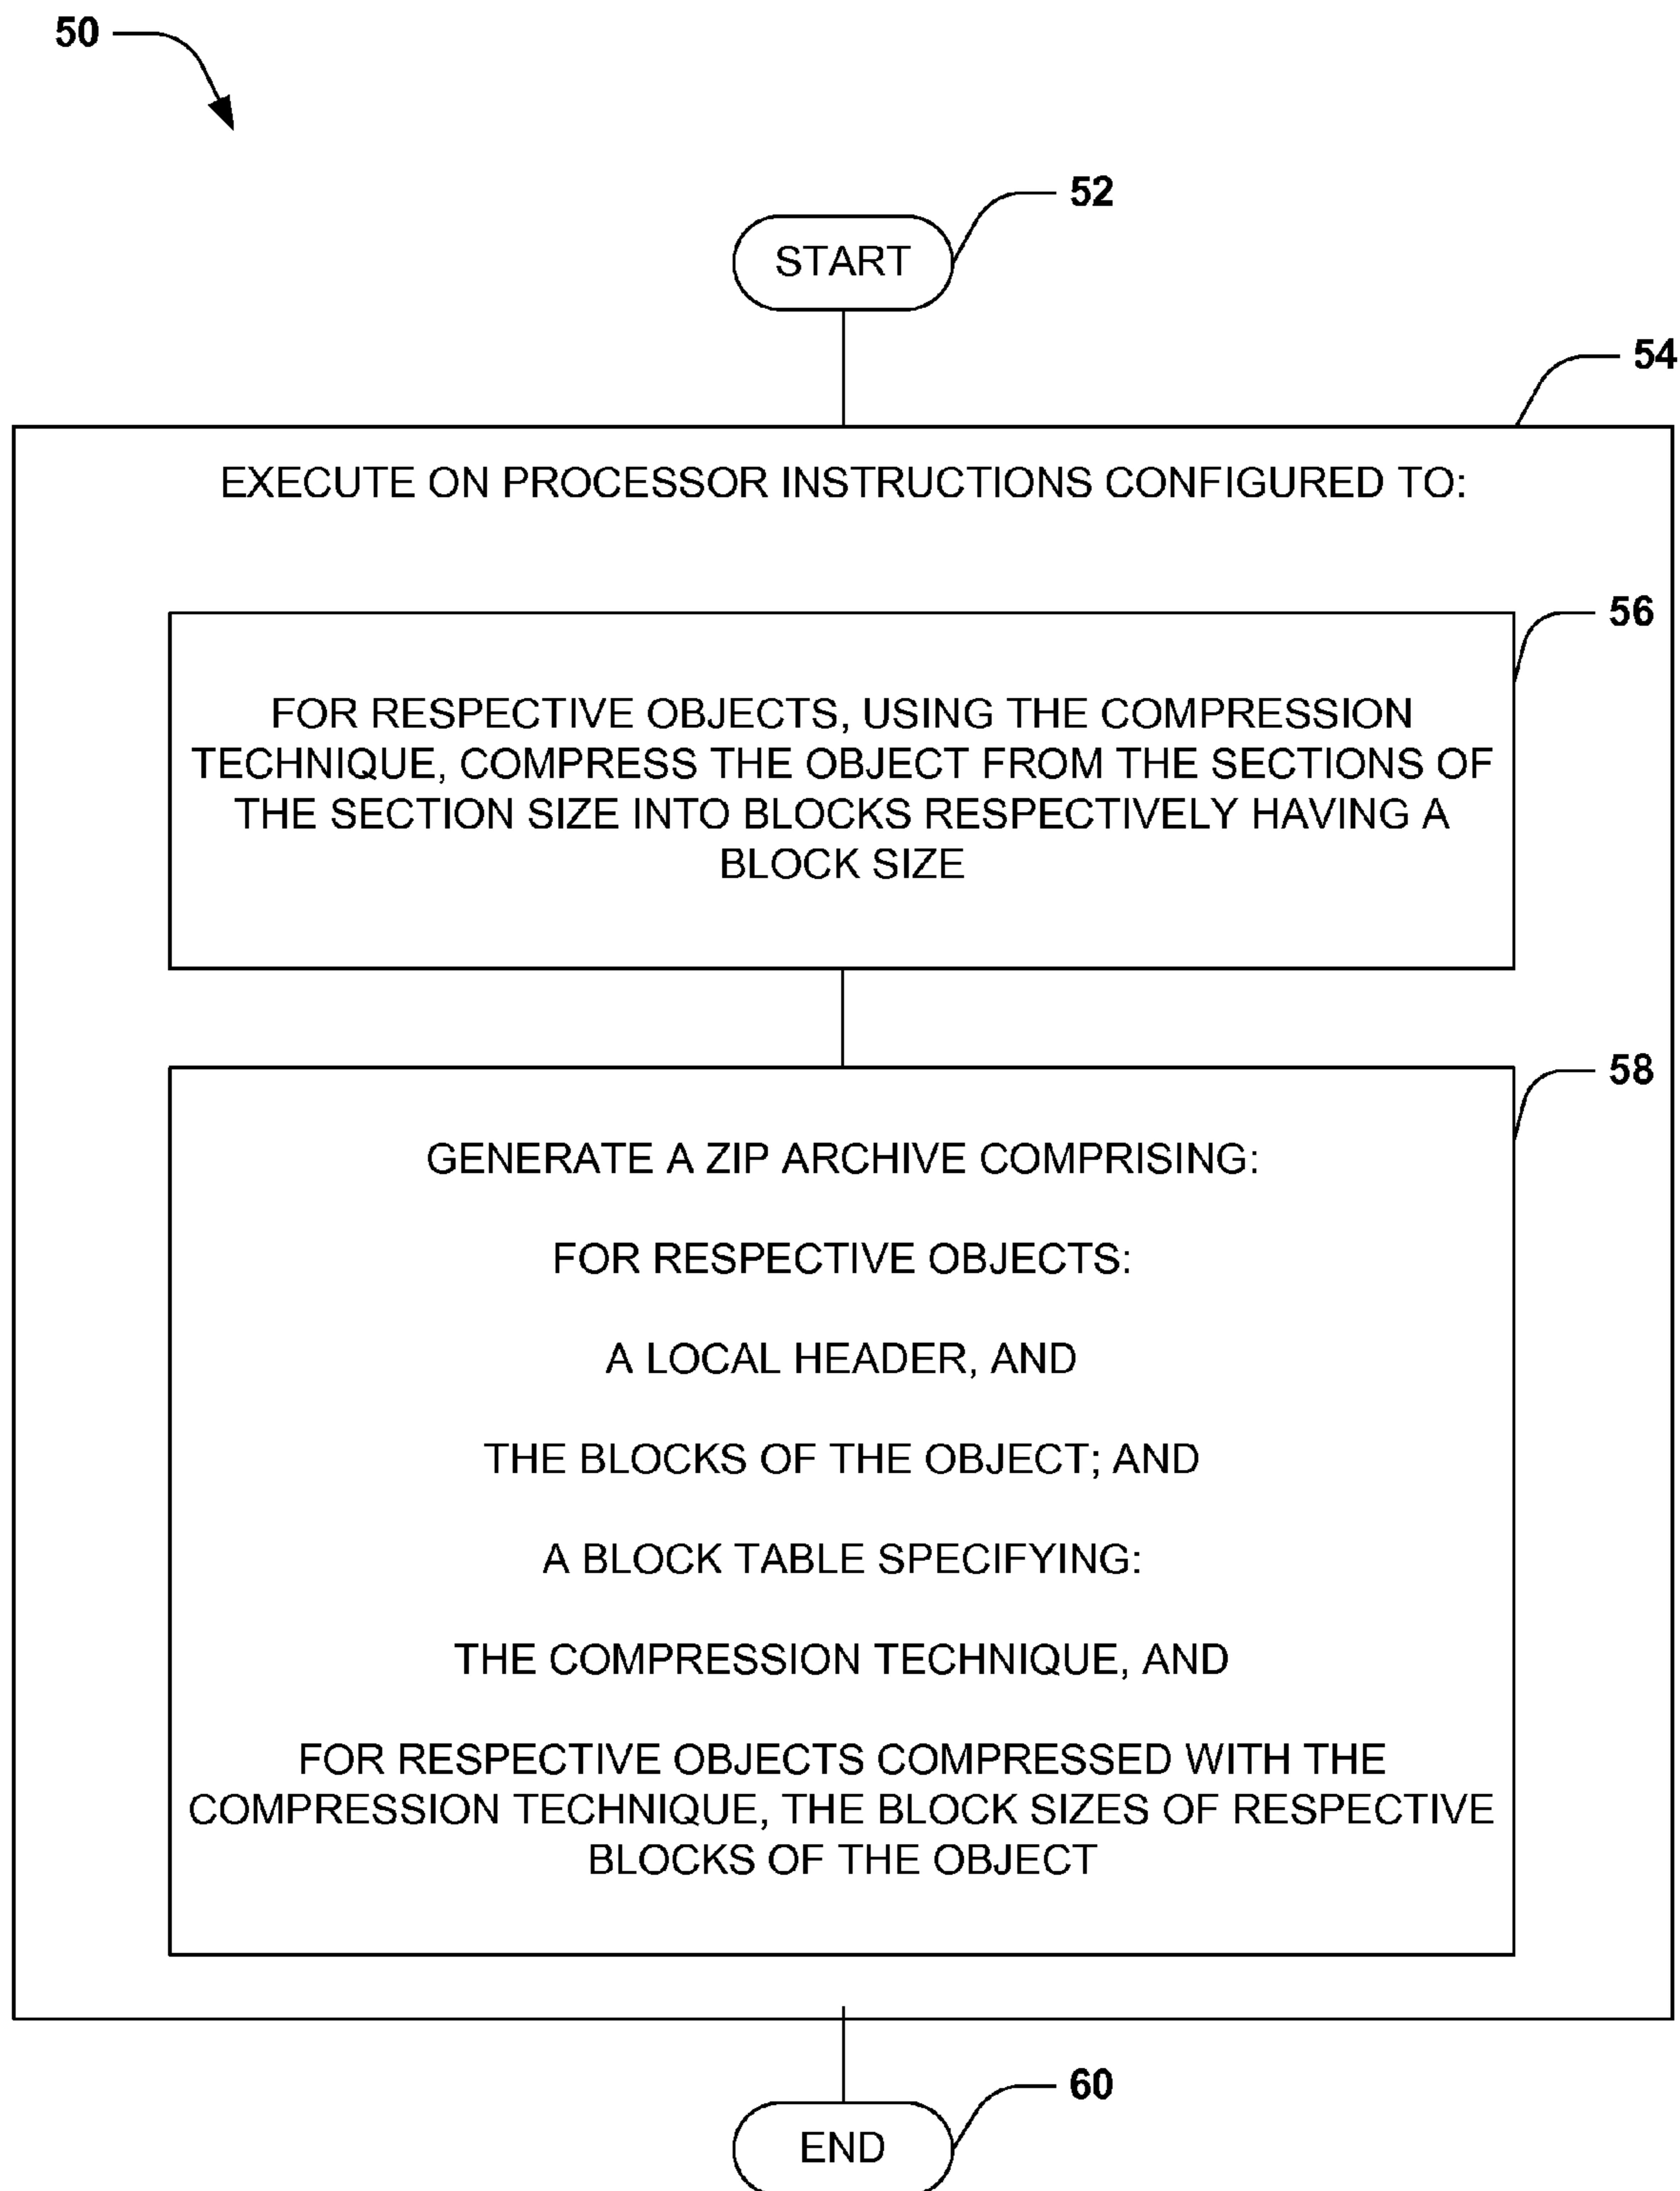 50
52
START
54
EXECUTE ON PROCESSOR INSTRUCTIONS CONFIGURED TO:
56
FOR RESPECTIVE OBJECTS, USING THE COMPRESSION
TECHNIQUE, COMPRESS THE OBJECT FROM THE SECTIONS OF
THE SECTION SIZE INTO BLOCKS RESPECTIVELY HAVING A
BLOCK SIZE
58
GENERATE A ZIP ARCHIVE COMPRISING:
FOR RESPECTIVE OBJECTS:
A LOCAL HEADER, AND
THE BLOCKS OF THE OBJECT; AND
A BLOCK TABLE SPECIFYING:
THE COMPRESSION TECHNIQUE, AND
FOR RESPECTIVE OBJECTS COMPRESSED WITH THE
COMPRESSION TECHNIQUE, THE BLOCK SIZES OF RESPECTIVE
BLOCKS OF THE OBJECT
60
END